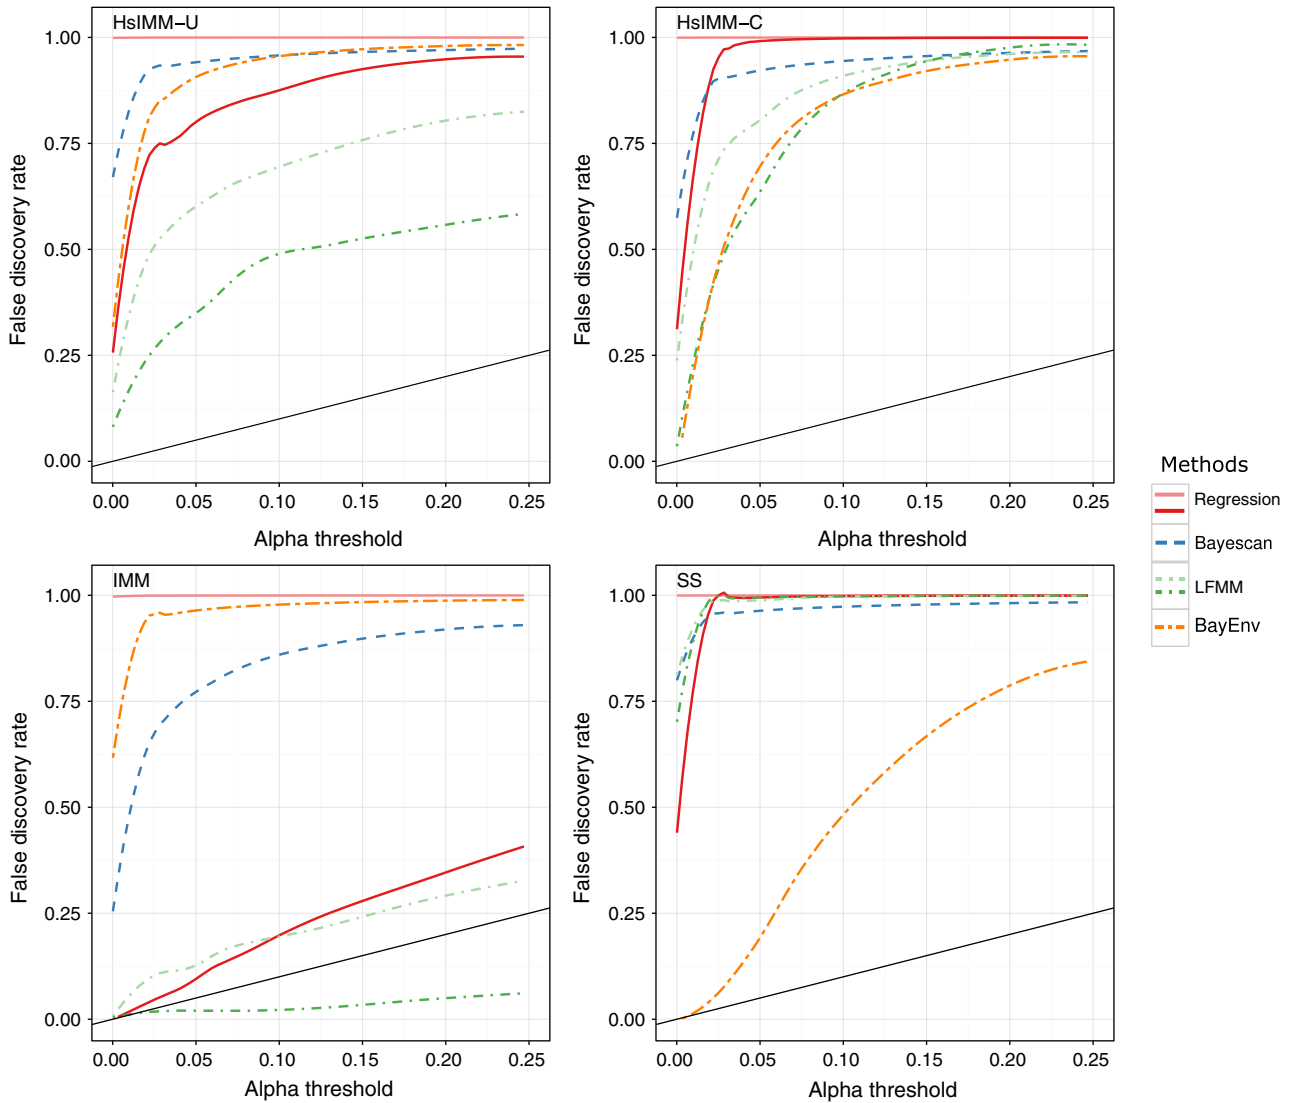 HsIMM−U
1.00
0.75
0.50
0.25
0.00
False discovery rate
0.00 0.05 0.10 0.15 0.20 0.25
Alpha threshold
HsIMM−C
1.00
0.75
0.50
0.25
0.00
False discovery rate
0.00 0.05 0.10 0.15 0.20 0.25
Alpha threshold
IMM
1.00
0.75
0.50
0.25
0.00
False discovery rate
0.00 0.05 0.10 0.15 0.20 0.25
Alpha threshold
SS
1.00
0.75
0.50
0.25
0.00
False discovery rate
0.00 0.05 0.10 0.15 0.20 0.25
Alpha threshold
Methods
Regression
Bayescan
LFMM
BayEnv